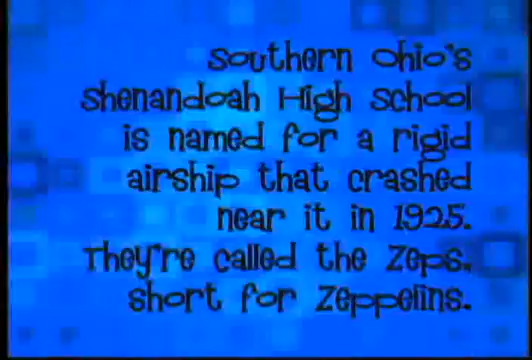 Southern Ohio's
Shenandoah High School
is named for a rigid
airship that crashed
near it in 1925.
They're called the Zeps,
short for Zeppelins.